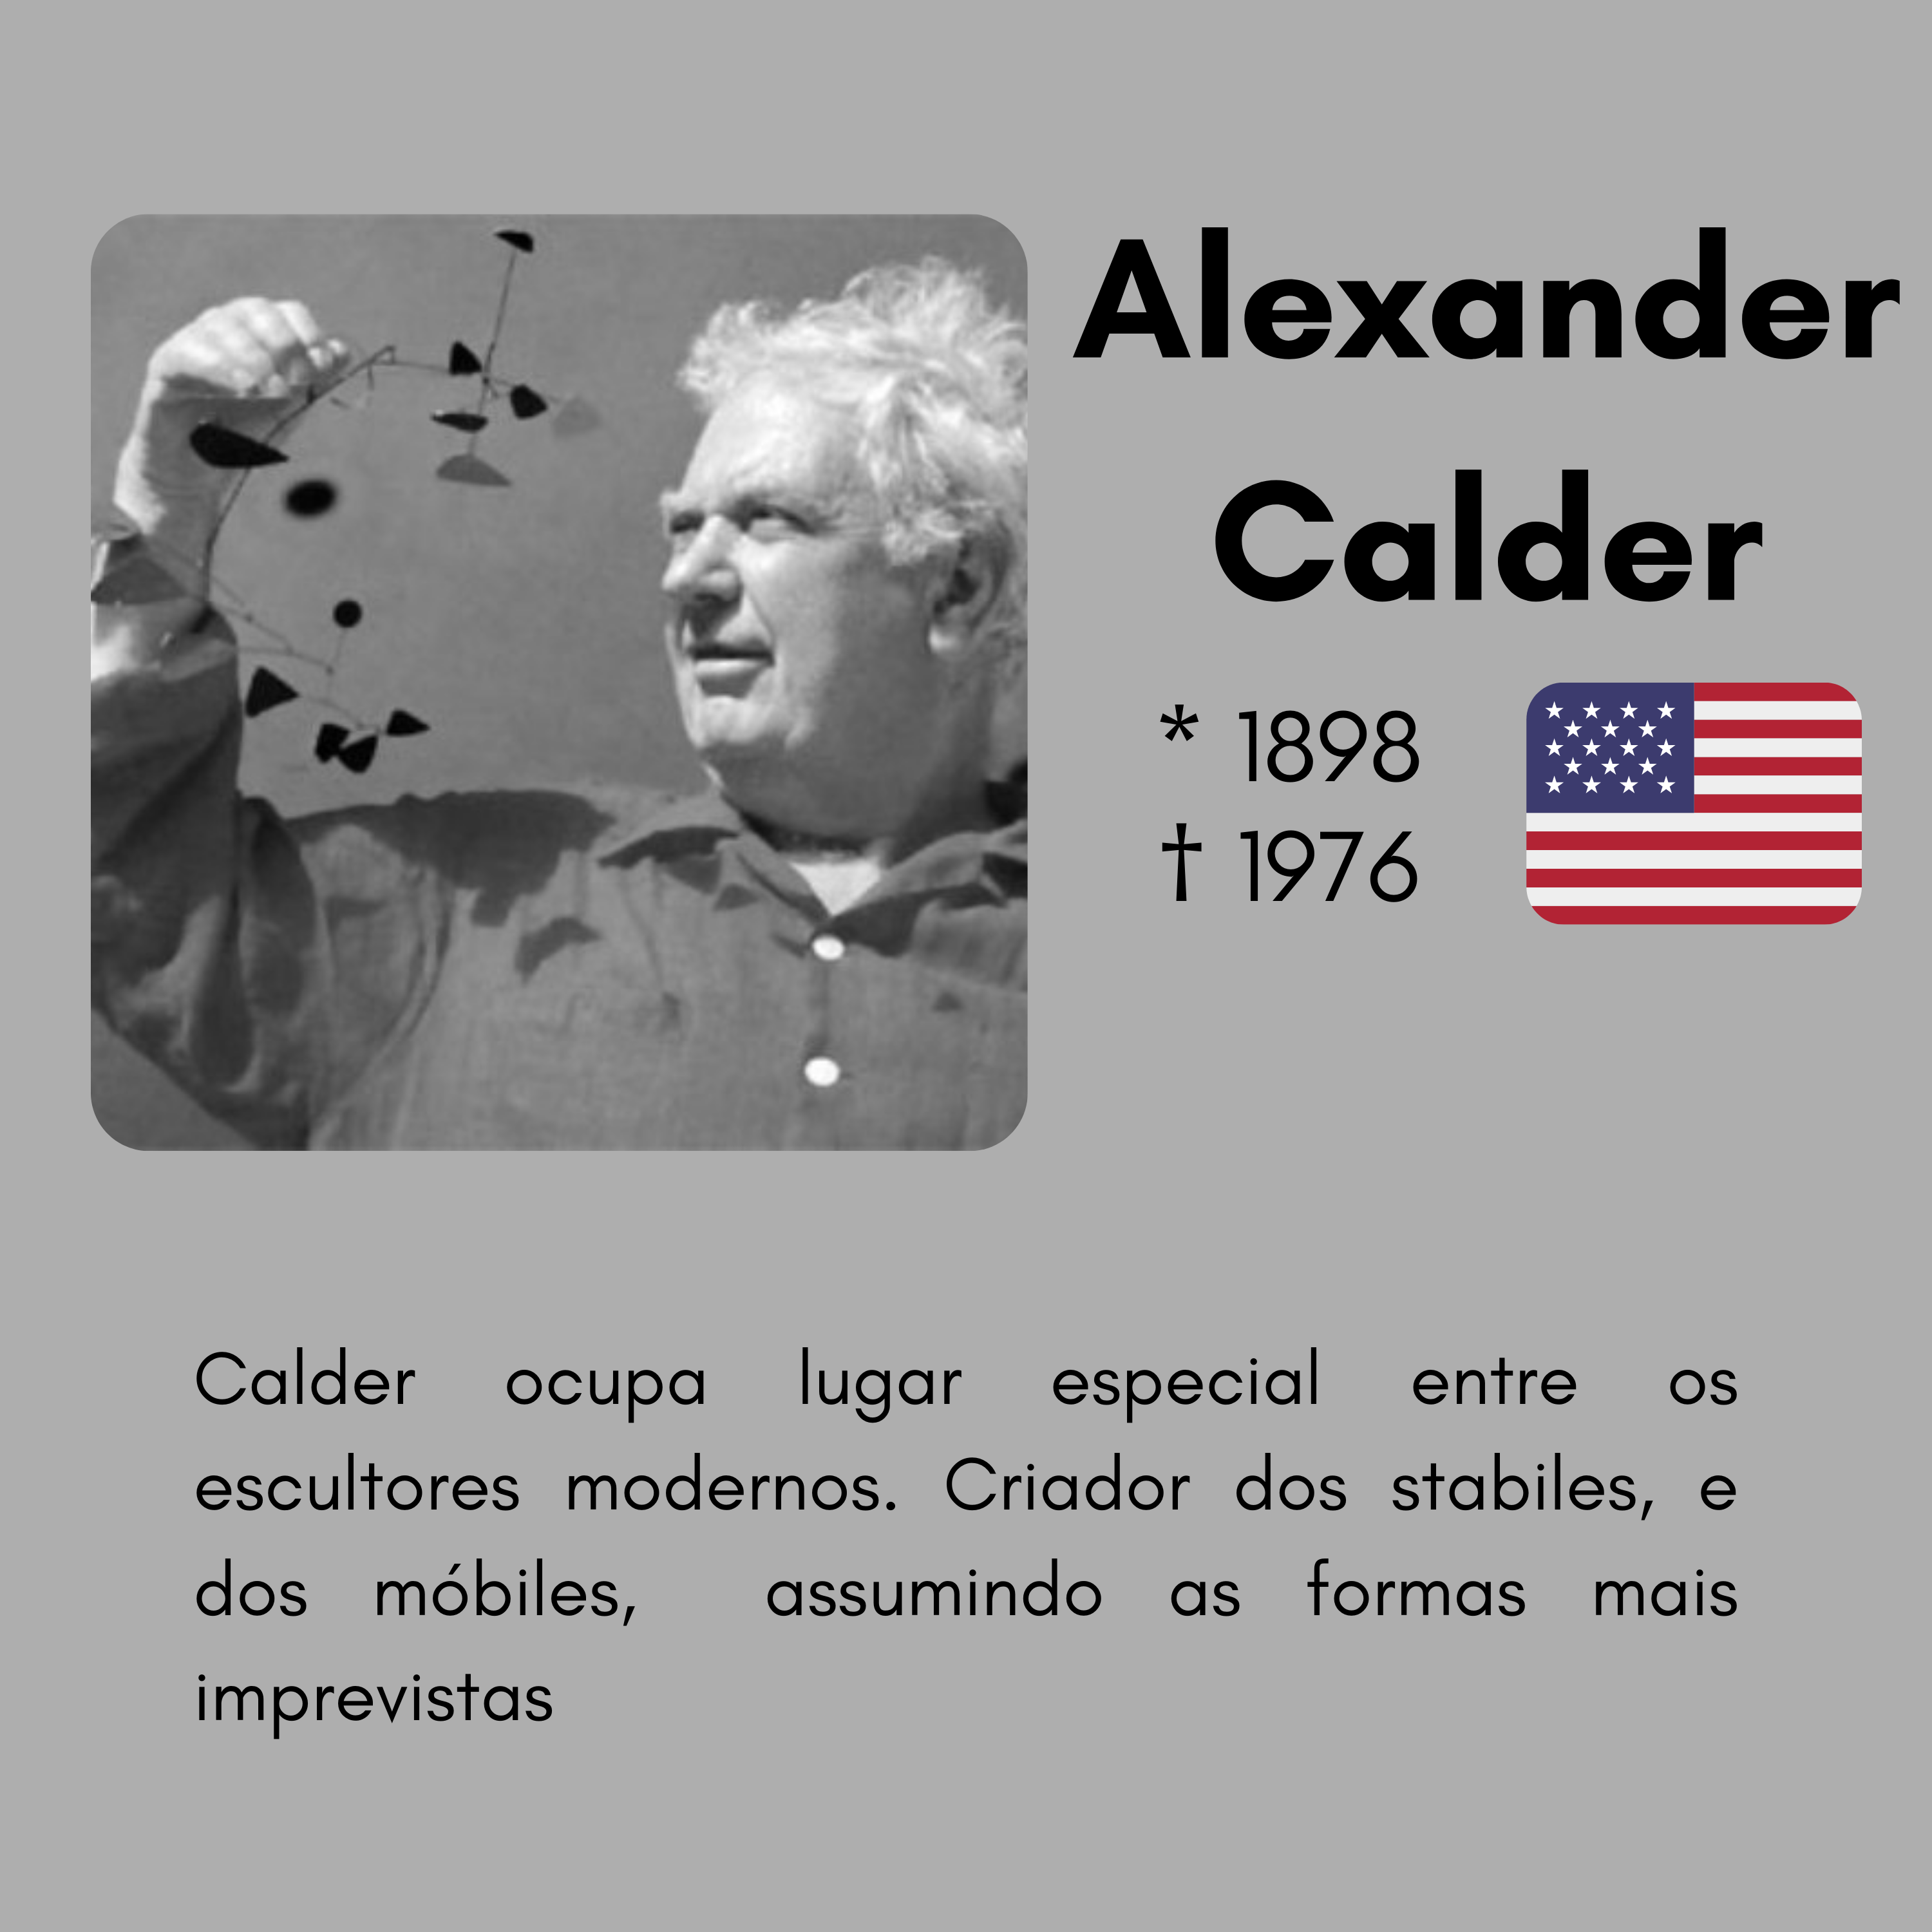 Alexander
Calder
* 1898
† 1976
Calder ocupa lugar especial entre os
escultores modernos. Criador dos stabiles, e
dos móbiles, assumindo as formas mais
imprevistas